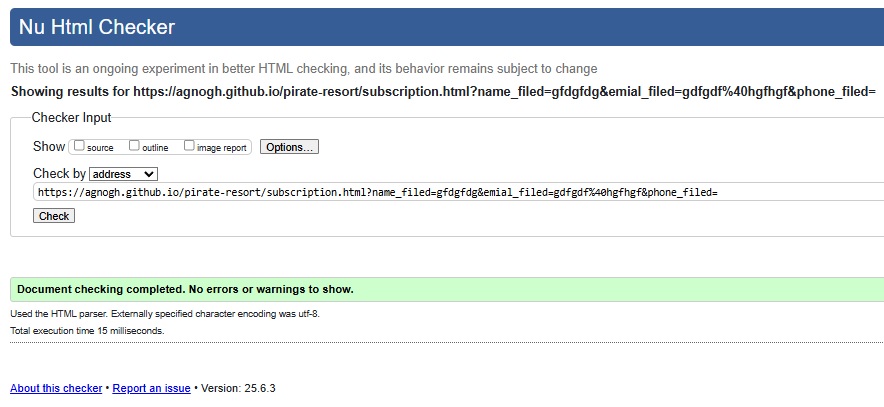 Nu Html Checker
This tool is an ongoing experiment in better HTML checking, and its behavior remains subject to change
Showing results for https://agnogh.github.io/pirate-resort/subscription.html?name_filed=gfdgfdg&emial_filed=gdfgdf%40hgfhgf&phone_filed=
Checker Input
Show source outline image report Options...
Check by address
https://agnogh.github.io/pirate-resort/subscription.html?name_filed=gfdgfdg&emial_filed=gdfgdf%40hgfhgf&phone_filed=
Check
Document checking completed. No errors or warnings to show.
Used the HTML parser. Externally specified character encoding was utf-8.
Total execution time 15 milliseconds.
About this checker • Report an issue • Version: 25.6.3